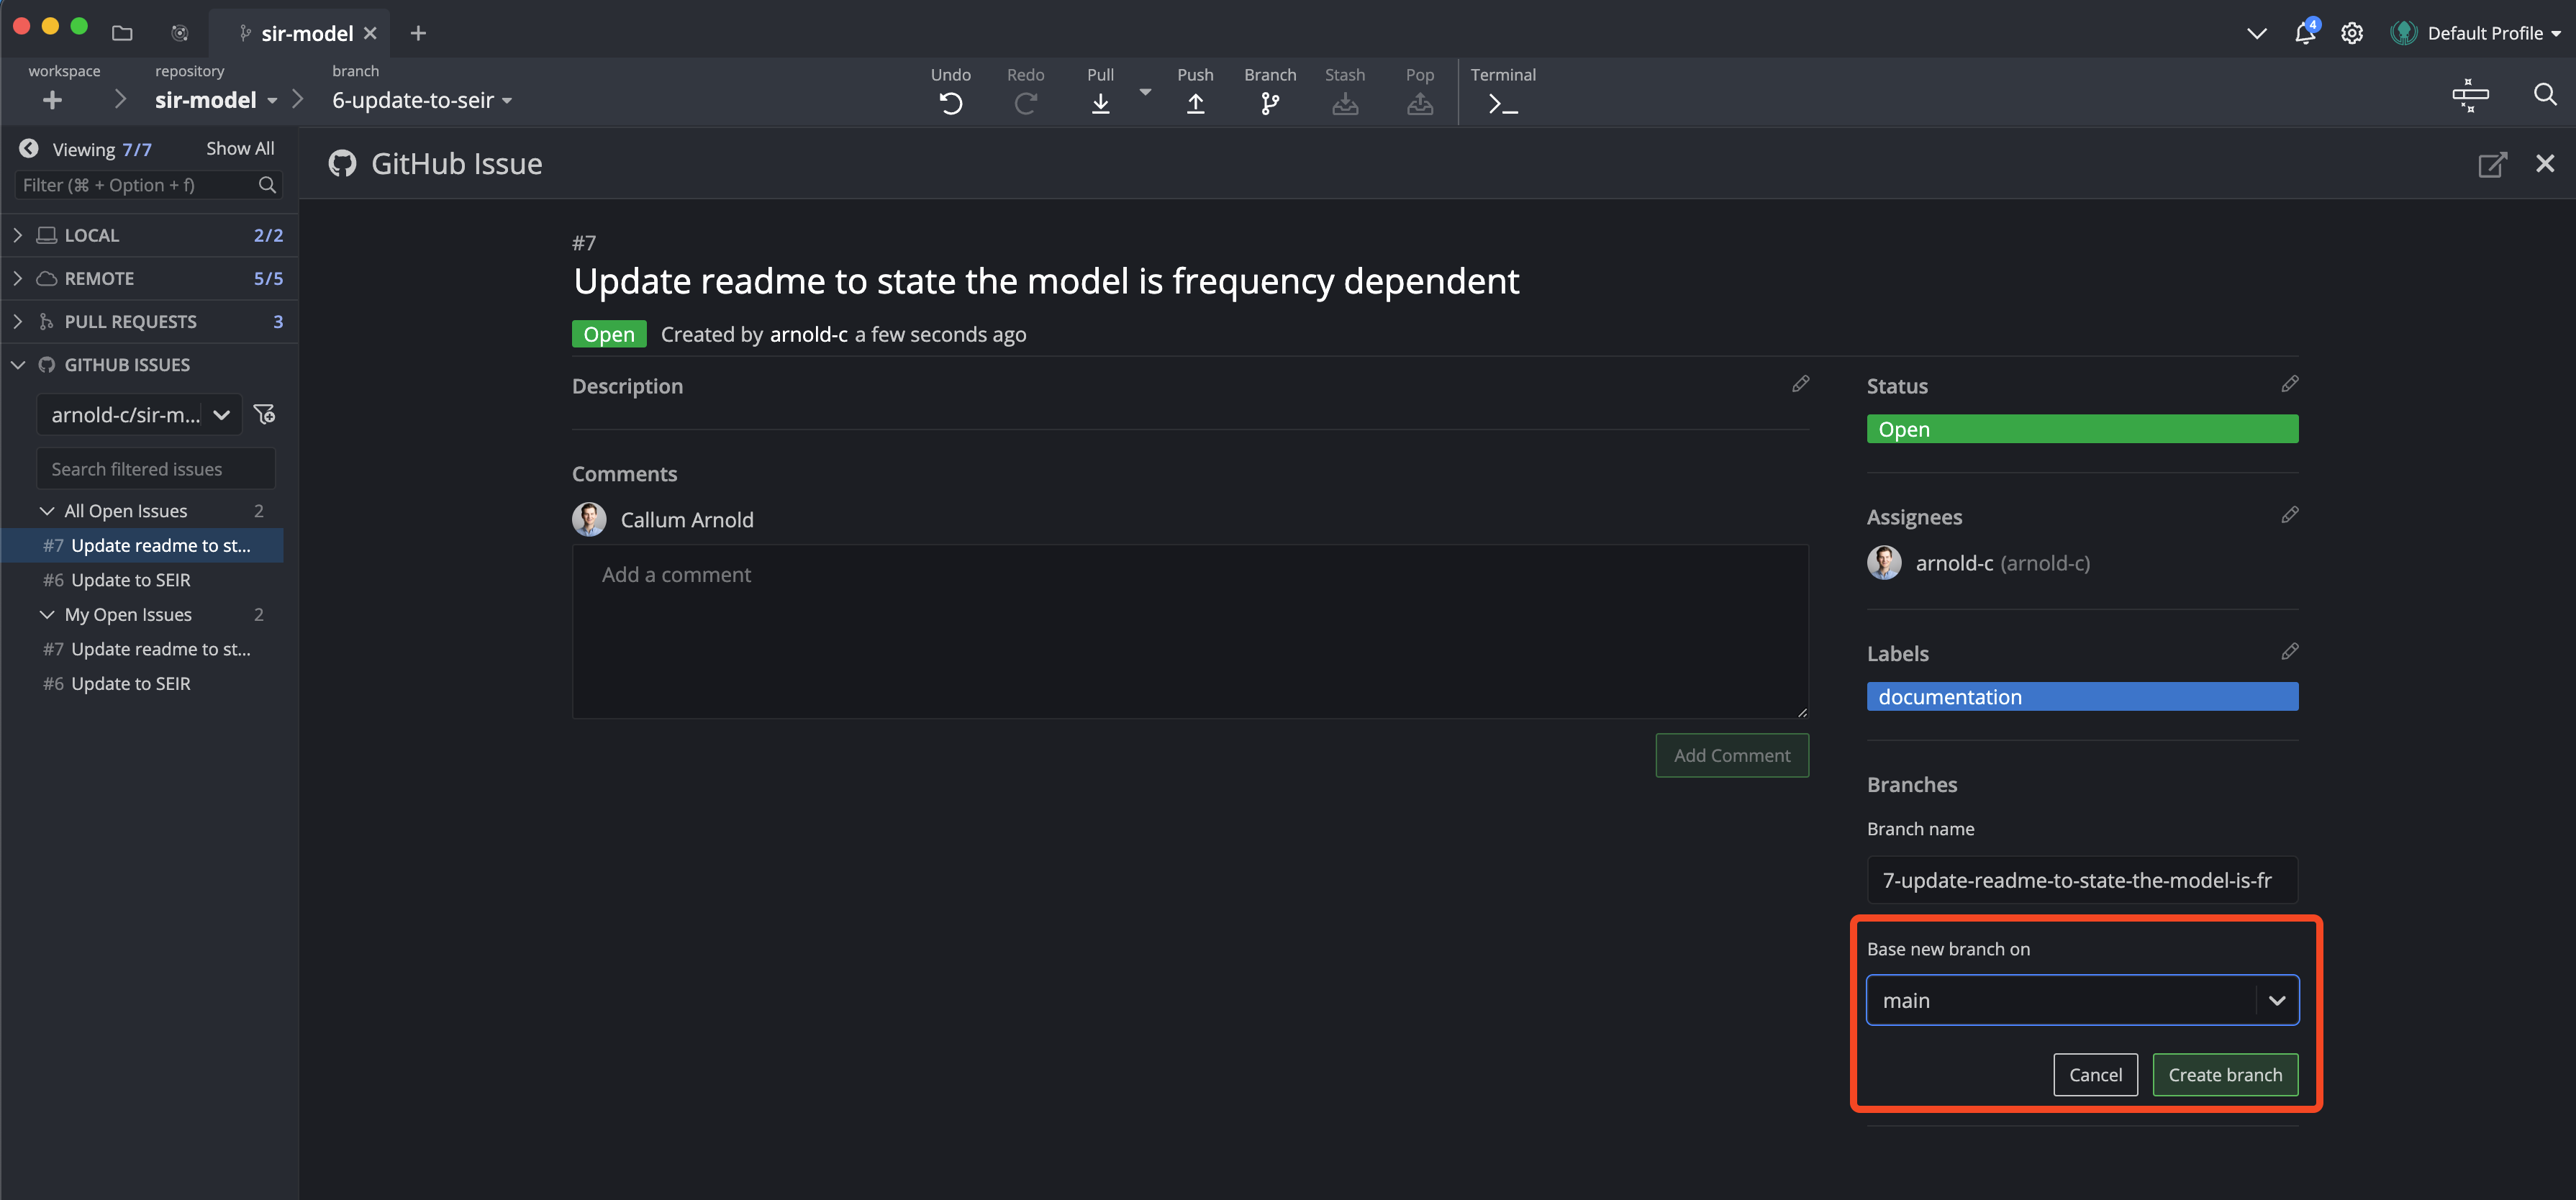 sir-model
4
Default Profile
workspace
repository
branch
sir-model
6-update-to-seir
Undo
Redo
Pull
Push
Branch
Stash
Pop
Terminal
Viewing 7/7
Show All
Filter (⌘ + Option + f)
LOCAL 2/2
REMOTE 5/5
PULL REQUESTS 3
GITHUB ISSUES
arnold-c/sir-m...
Search filtered issues
All Open Issues 2
#7 Update readme to st...
#6 Update to SEIR
My Open Issues 2
#7 Update readme to st...
#6 Update to SEIR
GitHub Issue
#7
Update readme to state the model is frequency dependent
Open Created by arnold-c a few seconds ago
Description
Comments
Callum Arnold
Add a comment
Add Comment
Status
Open
Assignees
arnold-c (arnold-c)
Labels
documentation
Branches
Branch name
7-update-readme-to-state-the-model-is-fr
Base new branch on
main
Cancel
Create branch